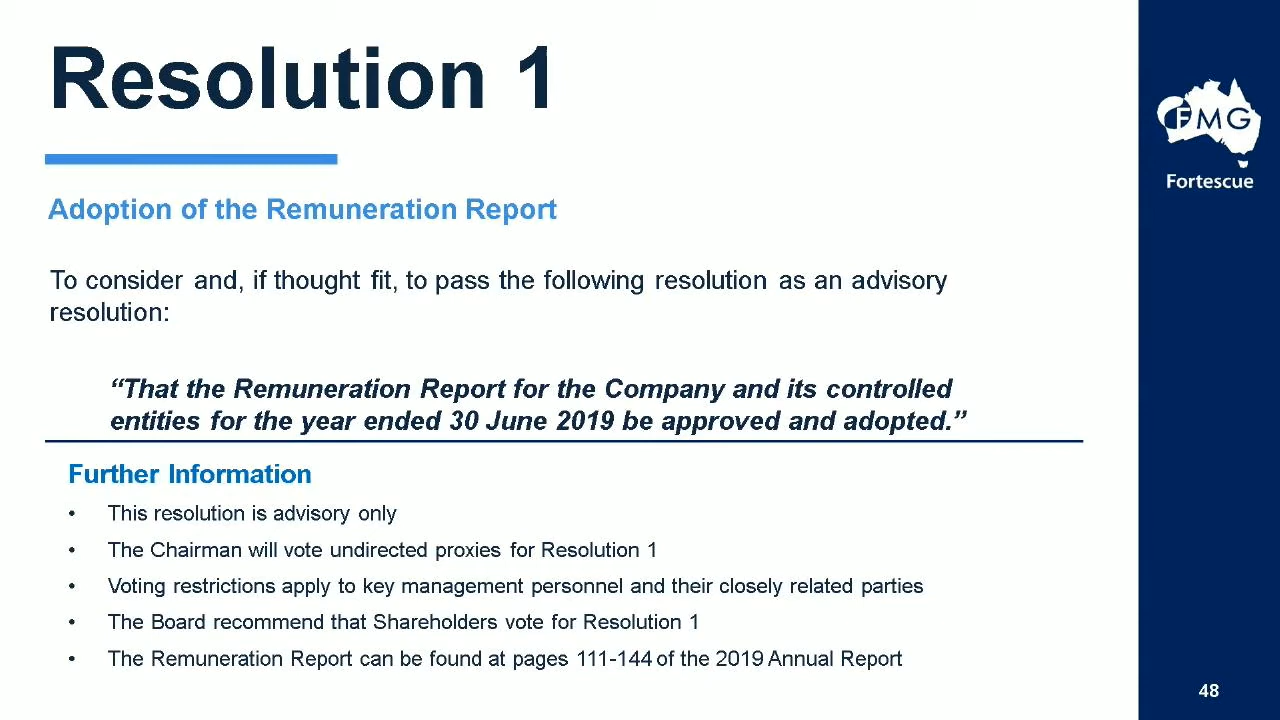 Resolution 1
Adoption of the Remuneration Report
To consider and, if thought fit, to pass the following resolution as an advisory
resolution:
“That the Remuneration Report for the Company and its controlled
entities for the year ended 30 June 2019 be approved and adopted.”
Further Information
• This resolution is advisory only
• The Chairman will vote undirected proxies for Resolution 1
• Voting restrictions apply to key management personnel and their closely related parties
• The Board recommend that Shareholders vote for Resolution 1
• The Remuneration Report can be found at pages 111-144 of the 2019 Annual Report
FMG
Fortescue
48